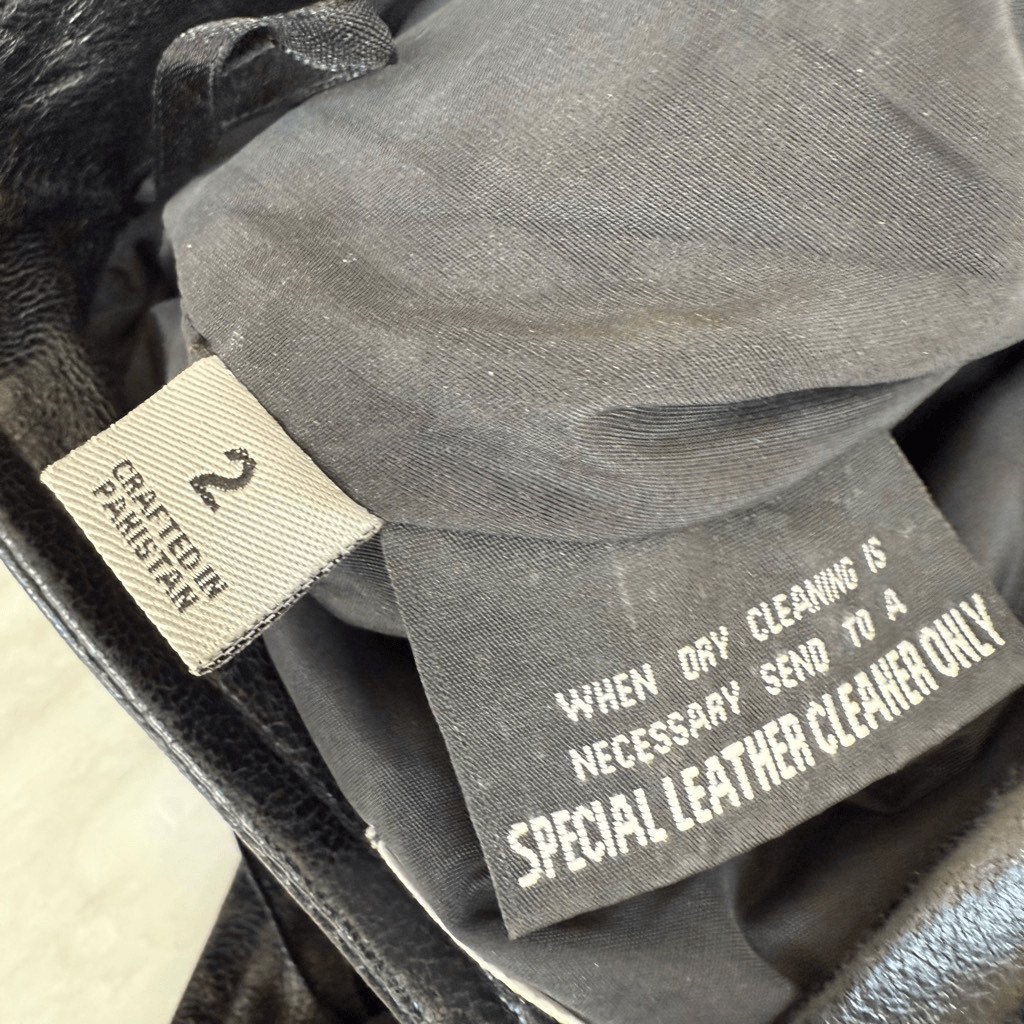 2
CRAFTED IN
PAKISTAN
WHEN DRY CLEANING IS
NECESSARY SEND TO A
SPECIAL LEATHER CLEANER ONLY